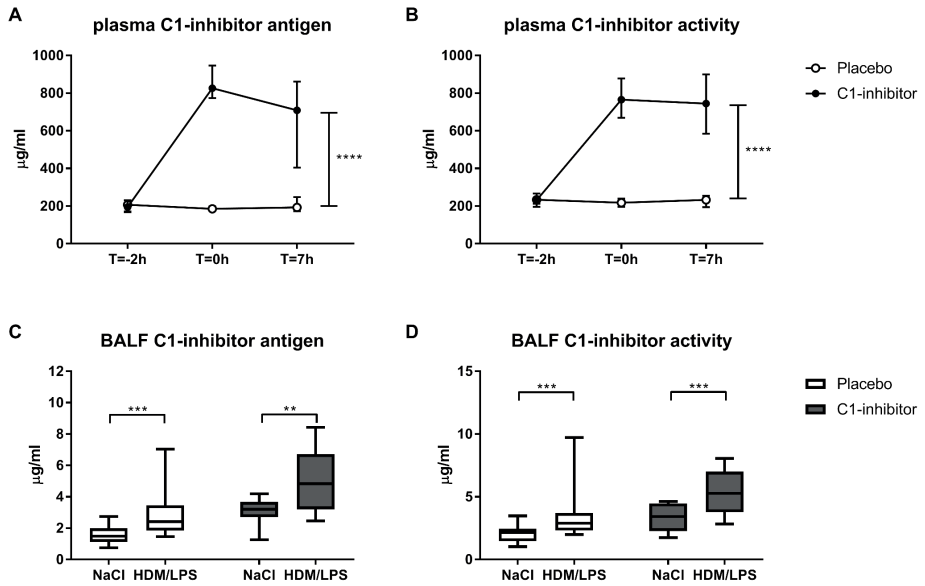 A
plasma C1-inhibitor antigen
1000
800
600
400
200
0
µg/ml
T=-2h T=0h T=7h
****
B
plasma C1-inhibitor activity
1000
800
600
400
200
0
µg/ml
T=-2h T=0h T=7h
****
Placebo
C1-inhibitor
C
BALF C1-inhibitor antigen
12
10
8
6
4
2
0
µg/ml
*** **
NaCl HDM/LPS NaCl HDM/LPS
D
BALF C1-inhibitor activity
15
10
5
0
µg/ml
*** ***
NaCl HDM/LPS NaCl HDM/LPS
Placebo
C1-inhibitor